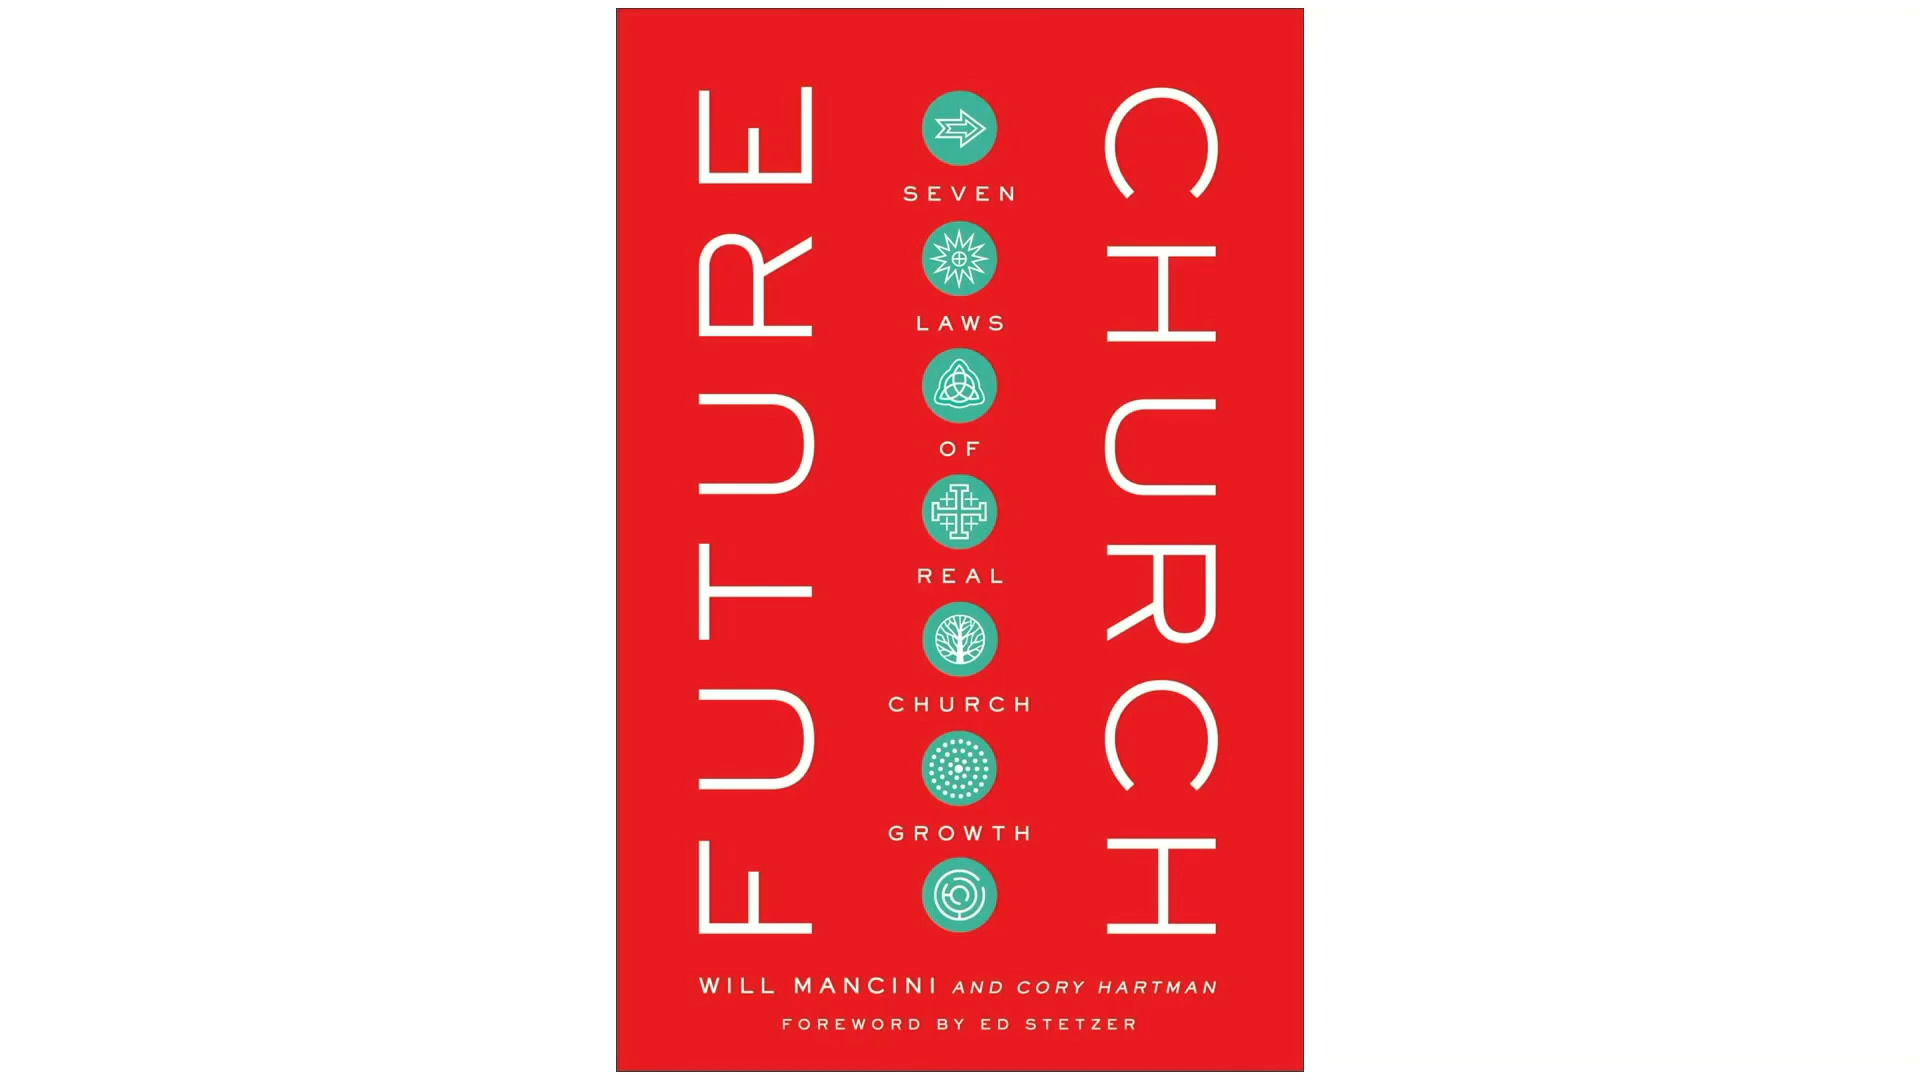 FUTURE
CHURCH
SEVEN
LAWS
OF
REAL
CHURCH
GROWTH
WILL MANCINI AND CORY HARTMAN
FOREWORD BY ED STETZER